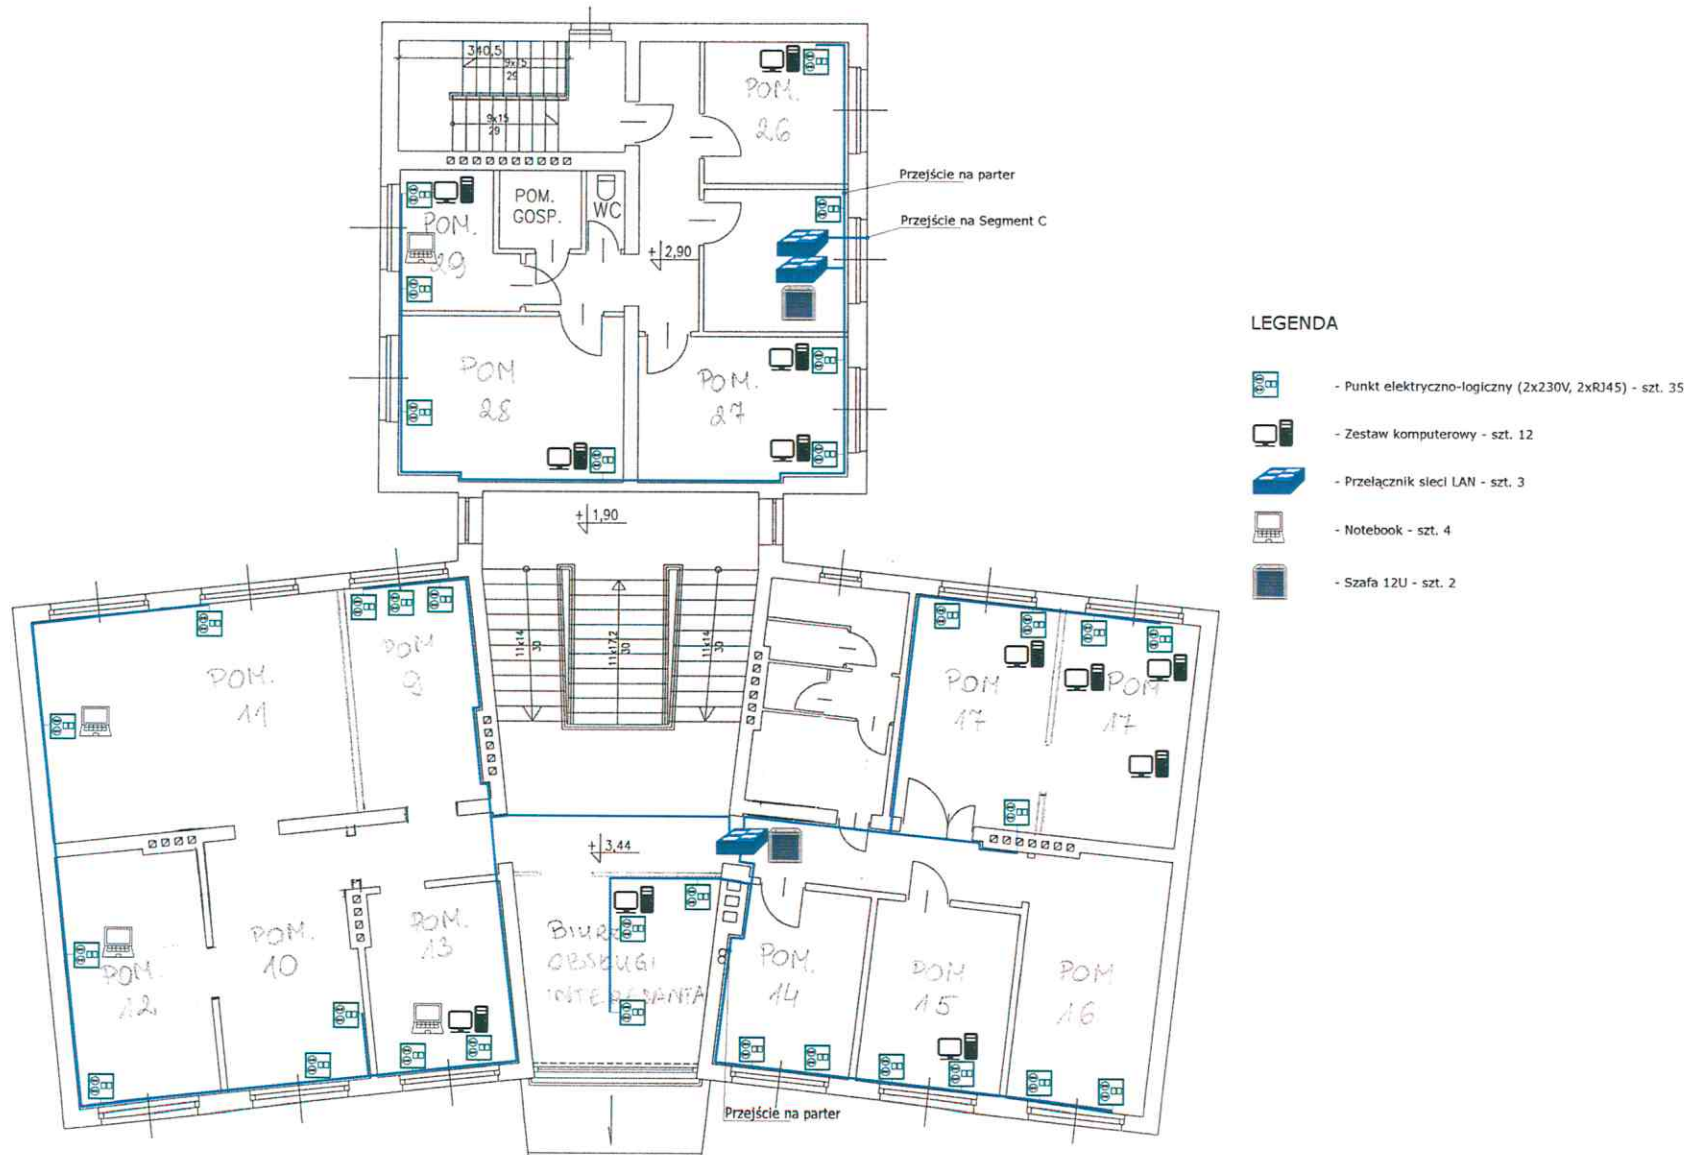 340,5
9x15
29
9x15
29
POM.
26
Przejście na parter
POM.
GOSP.
WC
Przejście na Segment C
POM.
29
+ 2,90
POM
28
POM.
27
+ 1,90
LEGENDA
- Punkt elektryczno-logiczny (2x230V, 2xRJ45) - szt. 35
- Zestaw komputerowy - szt. 12
- Przełącznik sieci LAN - szt. 3
- Notebook - szt. 4
- Szafa 12U - szt. 2
11x14
30
11x17,2
30
11x14
30
POM.
11
POM
9
POM
17
POM
17
+ 3,44
POM.
12
POM.
10
POM.
13
BIURO
OBSŁUGI
INTERESANTA
POM.
14
POM
15
POM
16
Przejście na parter